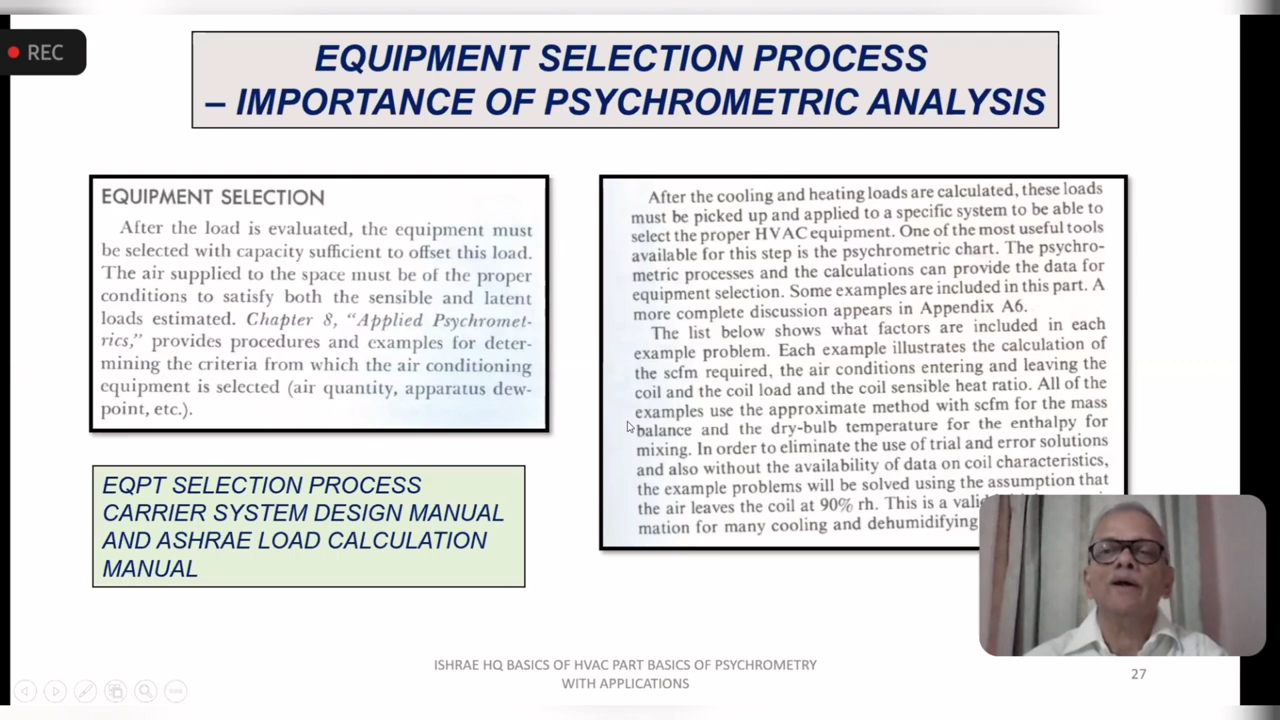 REC
EQUIPMENT SELECTION PROCESS
– IMPORTANCE OF PSYCHROMETRIC ANALYSIS
EQUIPMENT SELECTION
After the load is evaluated, the equipment must
be selected with capacity sufficient to offset this load.
The air supplied to the space must be of the proper
conditions to satisfy both the sensible and latent
loads estimated. Chapter 8, “Applied Psychromet-
rics,” provides procedures and examples for deter-
mining the criteria from which the air conditioning
equipment is selected (air quantity, apparatus dew-
point, etc.).
EQPT SELECTION PROCESS
CARRIER SYSTEM DESIGN MANUAL
AND ASHRAE LOAD CALCULATION
MANUAL
After the cooling and heating loads are calculated, these loads
must be picked up and applied to a specific system to be able to
select the proper HVAC equipment. One of the most useful tools
available for this step is the psychrometric chart. The psychro-
metric processes and the calculations can provide the data for
equipment selection. Some examples are included in this part. A
more complete discussion appears in Appendix A6.
The list below shows what factors are included in each
example problem. Each example illustrates the calculation of
the scfm required, the air conditions entering and leaving the
coil and the coil load and the coil sensible heat ratio. All of the
examples use the approximate method with scfm for the mass
balance and the dry-bulb temperature for the enthalpy for
mixing. In order to eliminate the use of trial and error solutions
and also without the availability of data on coil characteristics,
the example problems will be solved using the assumption that
the air leaves the coil at 90% rh. This is a
mation for many cooling and dehumidifying
ISHRAE HQ BASICS OF HVAC PART BASICS OF PSYCHROMETRY
WITH APPLICATIONS
27